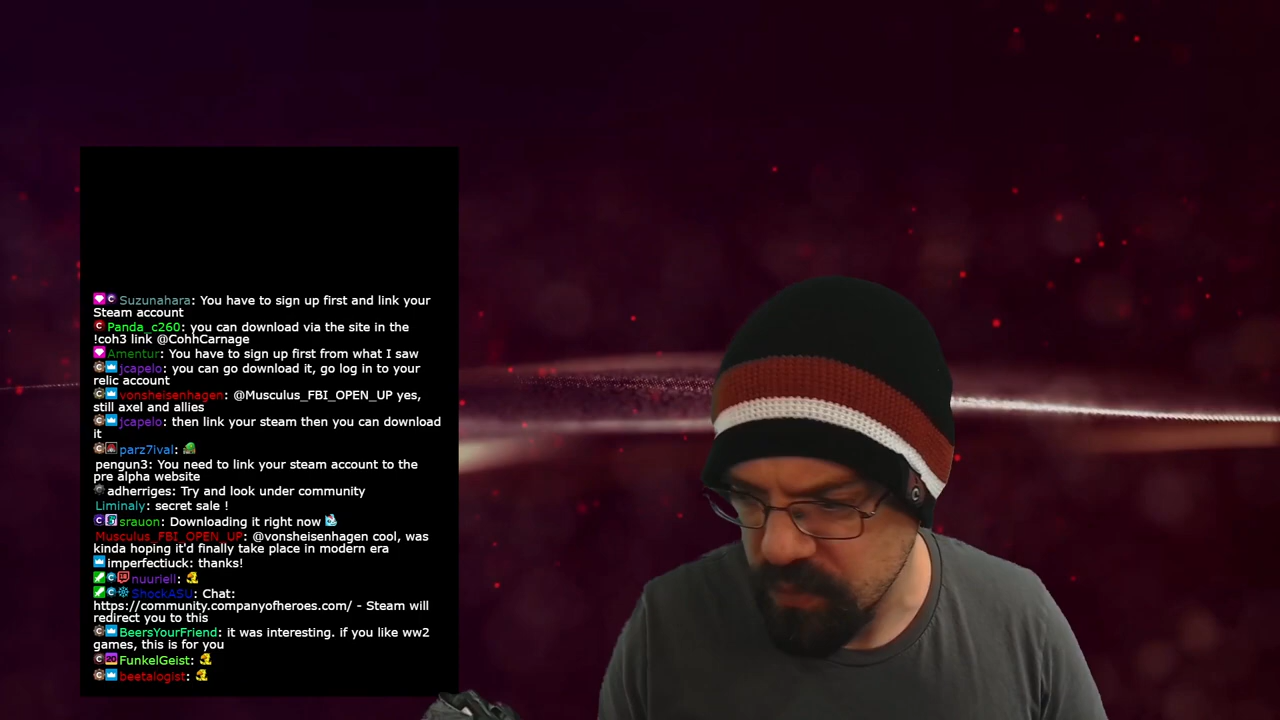 Suzunahara: You have to sign up first and link your
Steam account
Panda_c260: you can download via the site in the
!coh3 link @CohhCarnage
Amentur: You have to sign up first from what I saw
jcapelo: you can go download it, go log in to your
relic account
vonsheisenhagen: @Musculus_FBI_OPEN_UP yes,
still axel and allies
jcapelo: then link your steam then you can download
it
parz7ival:
pengun3: You need to link your steam account to the
pre alpha website
adherriges: Try and look under community
Liminaly: secret sale !
srauon: Downloading it right now
Musculus_FBI_OPEN_UP: @vonsheisenhagen cool, was
kinda hoping it'd finally take place in modern era
imperfectiuck: thanks!
nuuriell:
ShockASU: Chat:
https://community.companyofheroes.com/ - Steam will
redirect you to this
BeersYourFriend: it was interesting. if you like ww2
games, this is for you
FunkelGeist:
beetalogist: